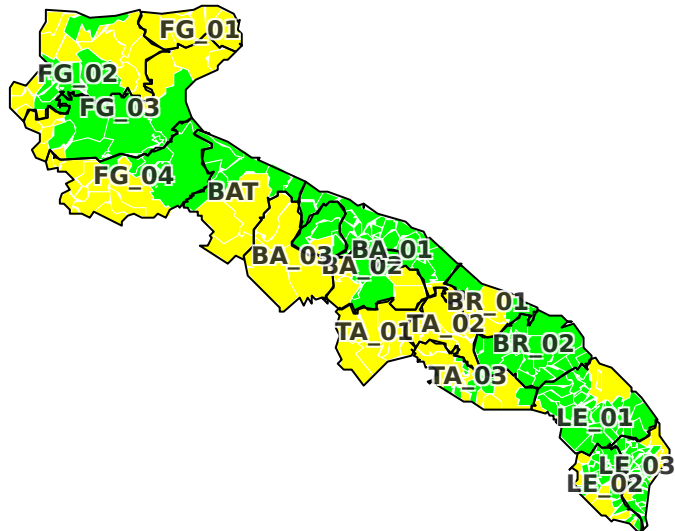 FG_01
FG_02
FG_03
FG_04
BAT
BA_01
BA_03
BA_02
BR_01
TA_02
TA_01
BR_02
TA_03
LE_01
LE_03
LE_02